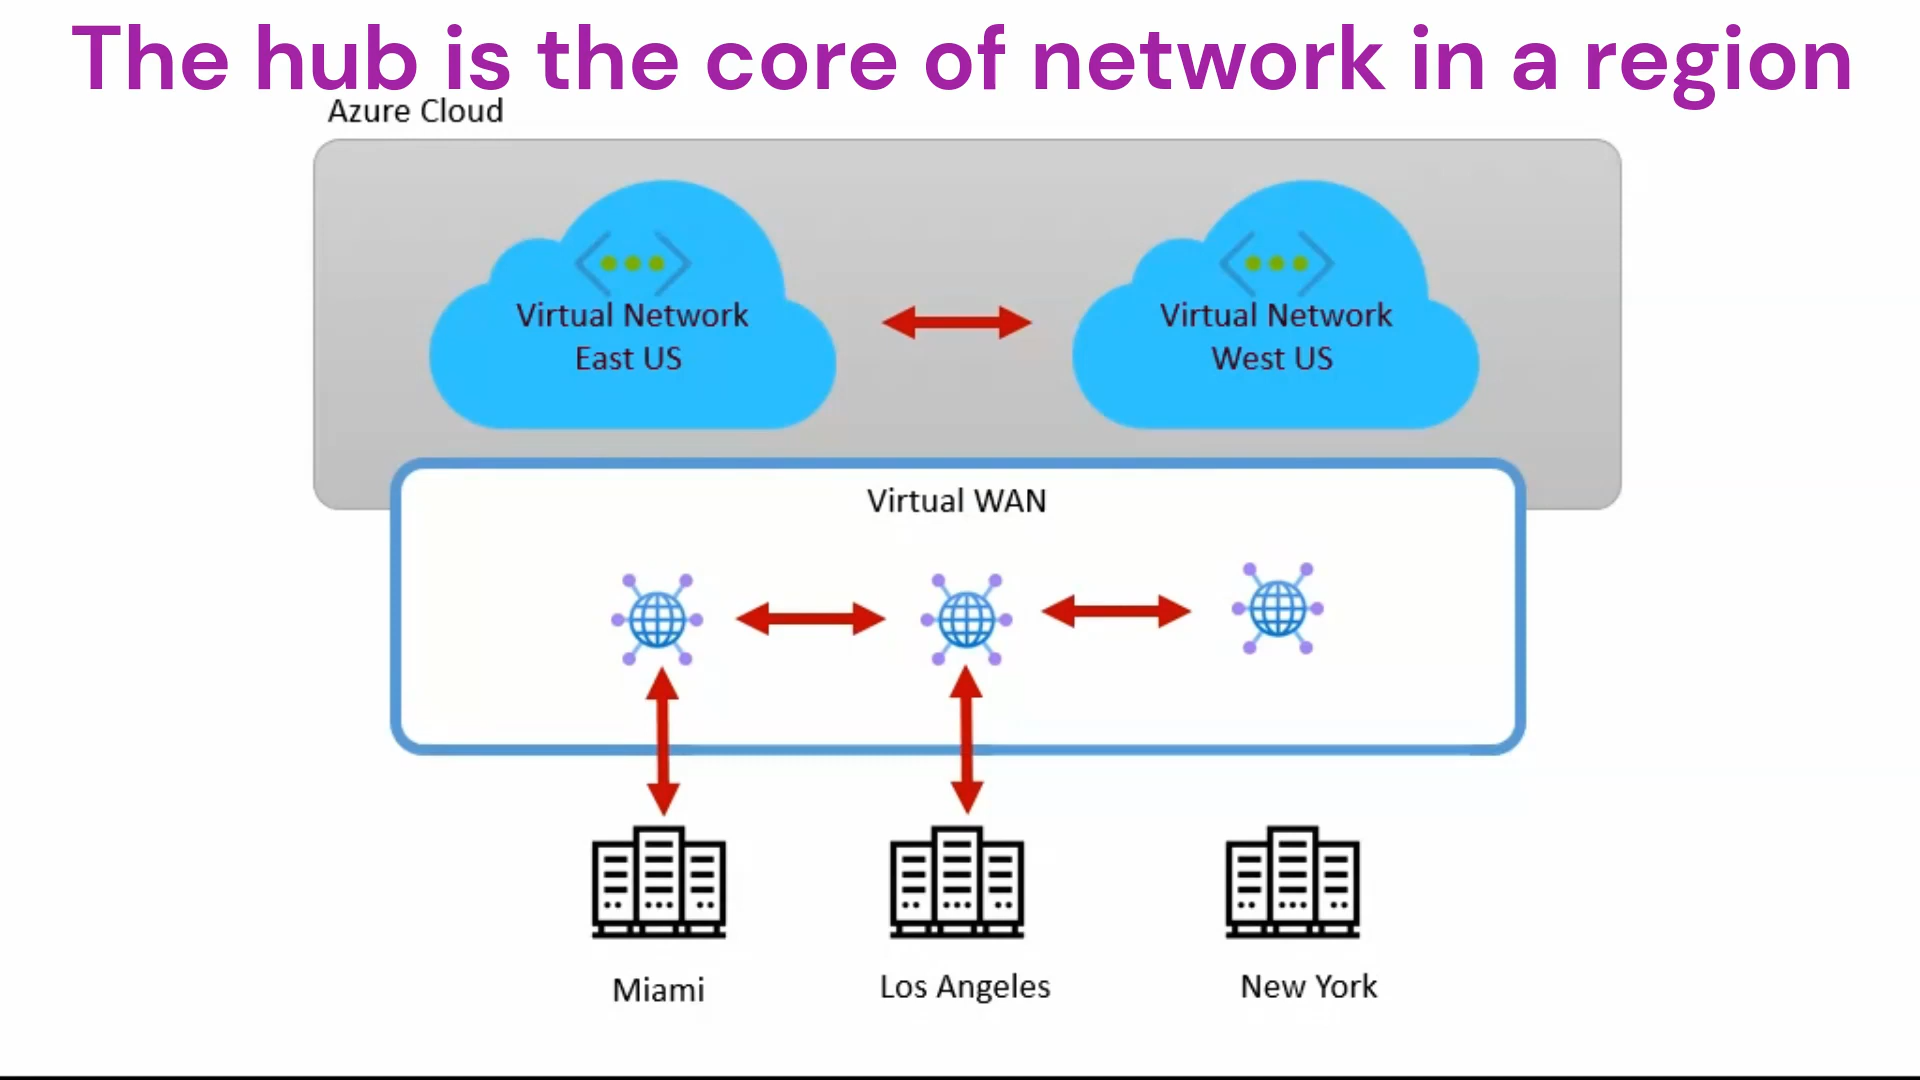 The hub is the core of network in a region
Azure Cloud
Virtual Network
East US
Virtual Network
West US
Virtual WAN
Miami
Los Angeles
New York